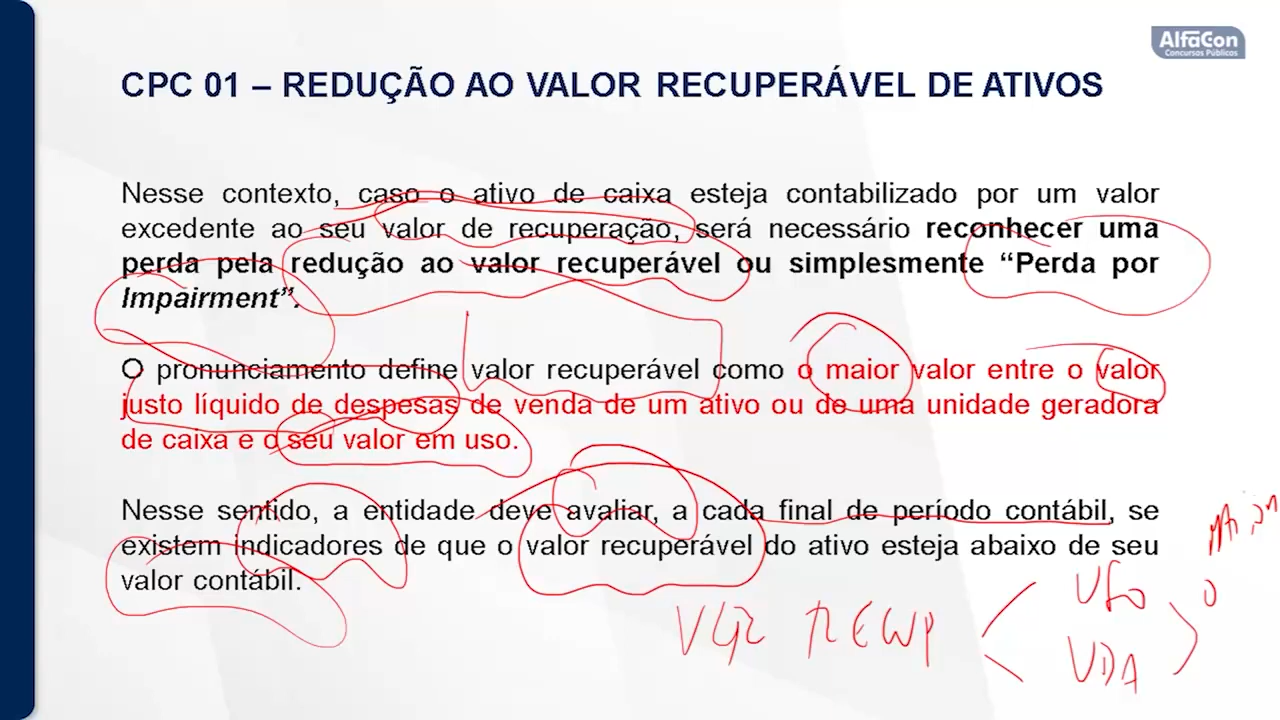 AlfaCon
Concursos Públicos
CPC 01 – REDUÇÃO AO VALOR RECUPERÁVEL DE ATIVOS
Nesse contexto, caso o ativo de caixa esteja contabilizado por um valor
excedente ao seu valor de recuperação, será necessário reconhecer uma
perda pela redução ao valor recuperável ou simplesmente “Perda por
Impairment”.
O pronunciamento define valor recuperável como o maior valor entre o valor
justo líquido de despesas de venda de um ativo ou de uma unidade geradora
de caixa e o seu valor em uso.
Nesse sentido, a entidade deve avaliar, a cada final de período contábil, se
existem indicadores de que o valor recuperável do ativo esteja abaixo de seu
valor contábil.